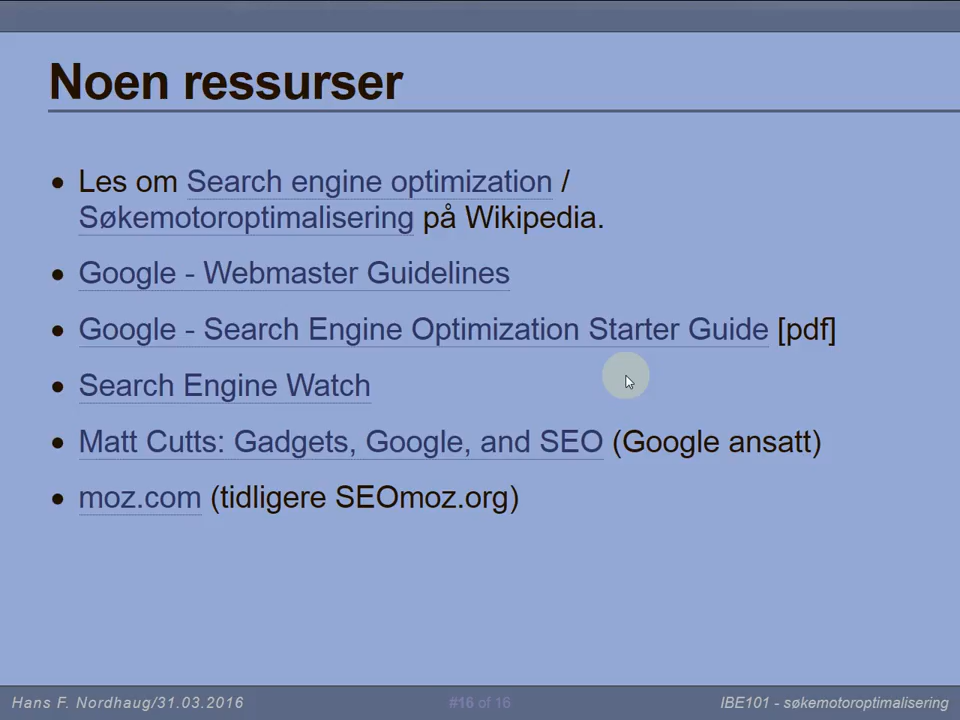 Noen ressurser
• Les om Search engine optimization /
Søkemotoroptimalisering på Wikipedia.
• Google - Webmaster Guidelines
• Google - Search Engine Optimization Starter Guide [pdf]
• Search Engine Watch
• Matt Cutts: Gadgets, Google, and SEO (Google ansatt)
• moz.com (tidligere SEOmoz.org)
Hans F. Nordhaug/31.03.2016
#16 of 16
IBE101 - søkemotoroptimalisering